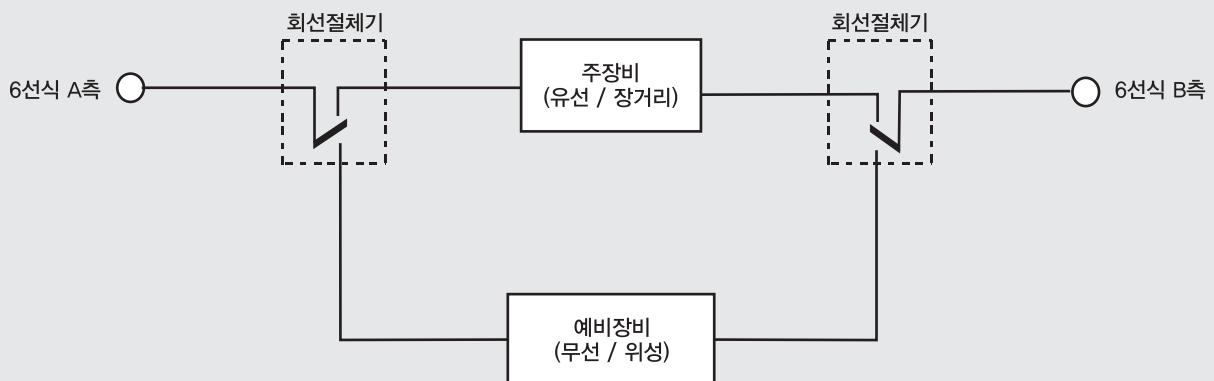 회선절체기
회선절체기
6선식 A측
주장비
(유선 / 장거리)
6선식 B측
예비장비
(무선 / 위성)